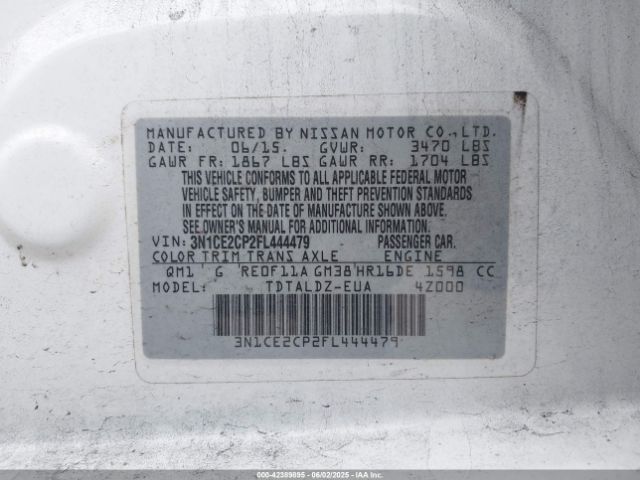 MANUFACTURED BY NISSAN MOTOR CO.,LTD.
DATE: 06/15. GVWR: 3470 LBS
GAWR FR: 1867 LBS GAWR RR: 1704 LBS
THIS VEHICLE CONFORMS TO ALL APPLICABLE FEDERAL MOTOR
VEHICLE SAFETY, BUMPER AND THEFT PREVENTION STANDARDS
IN EFFECT ON THE DATE OF MANUFACTURE SHOWN ABOVE.
SEE OWNER'S MANUAL FOR ADDITIONAL INFORMATION.
VIN: 3N1CE2CP2FL444479 PASSENGER CAR.
COLOR TRIM TRANS AXLE ENGINE
QM1 G RE0F11A GM38 HR16DE 1598 CC
TDTALDZ-EUA 4Z000
3N1CE2CP2FL444479
000-42389895 06/02/2025 - IAAI.COM